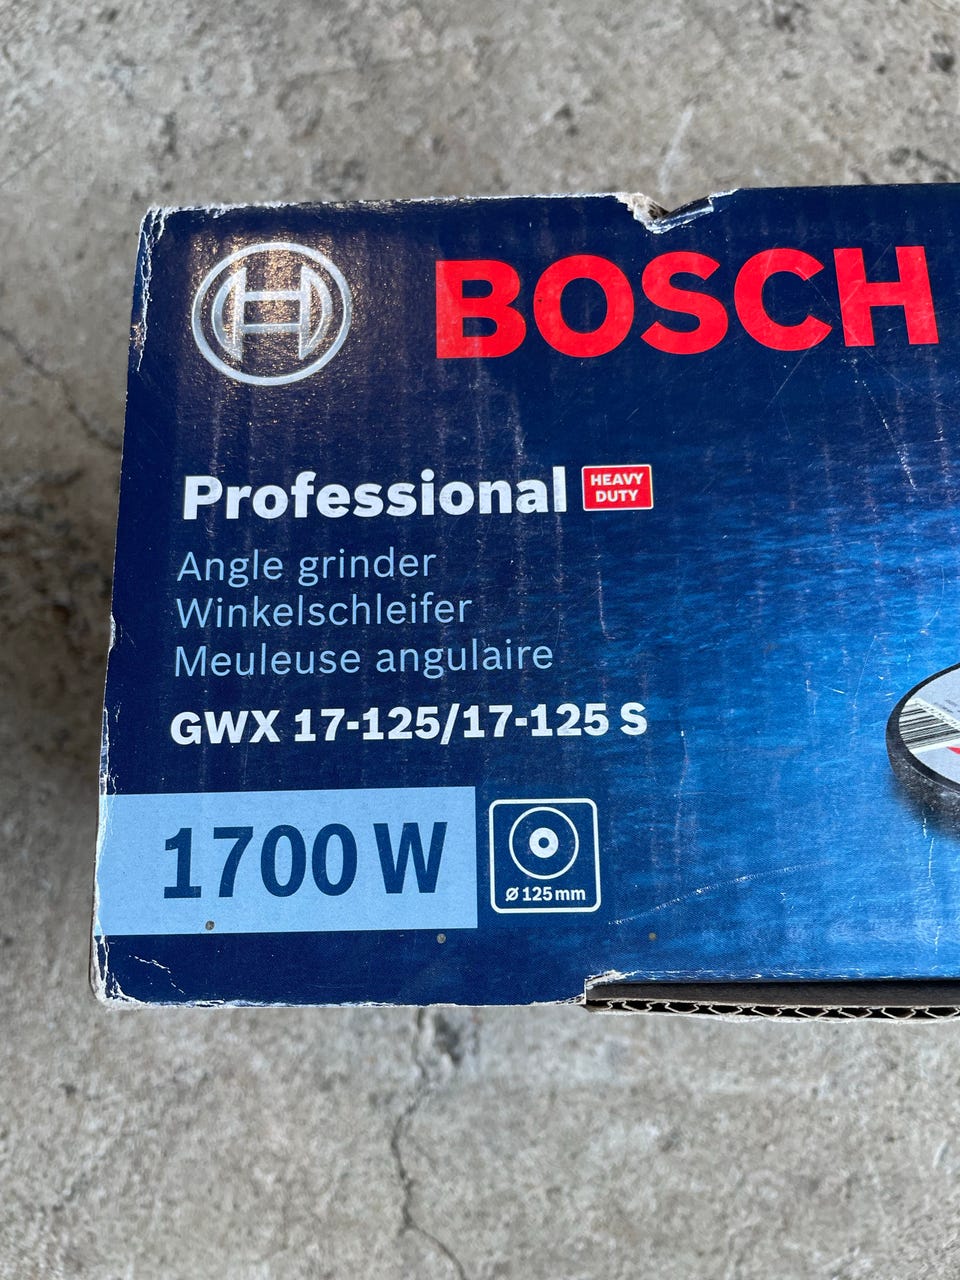 BOSCH
Professional HEAVY DUTY
Angle grinder
Winkelschleifer
Meuleuse angulaire
GWX 17-125/17-125 S
1700 W
Ø 125 mm